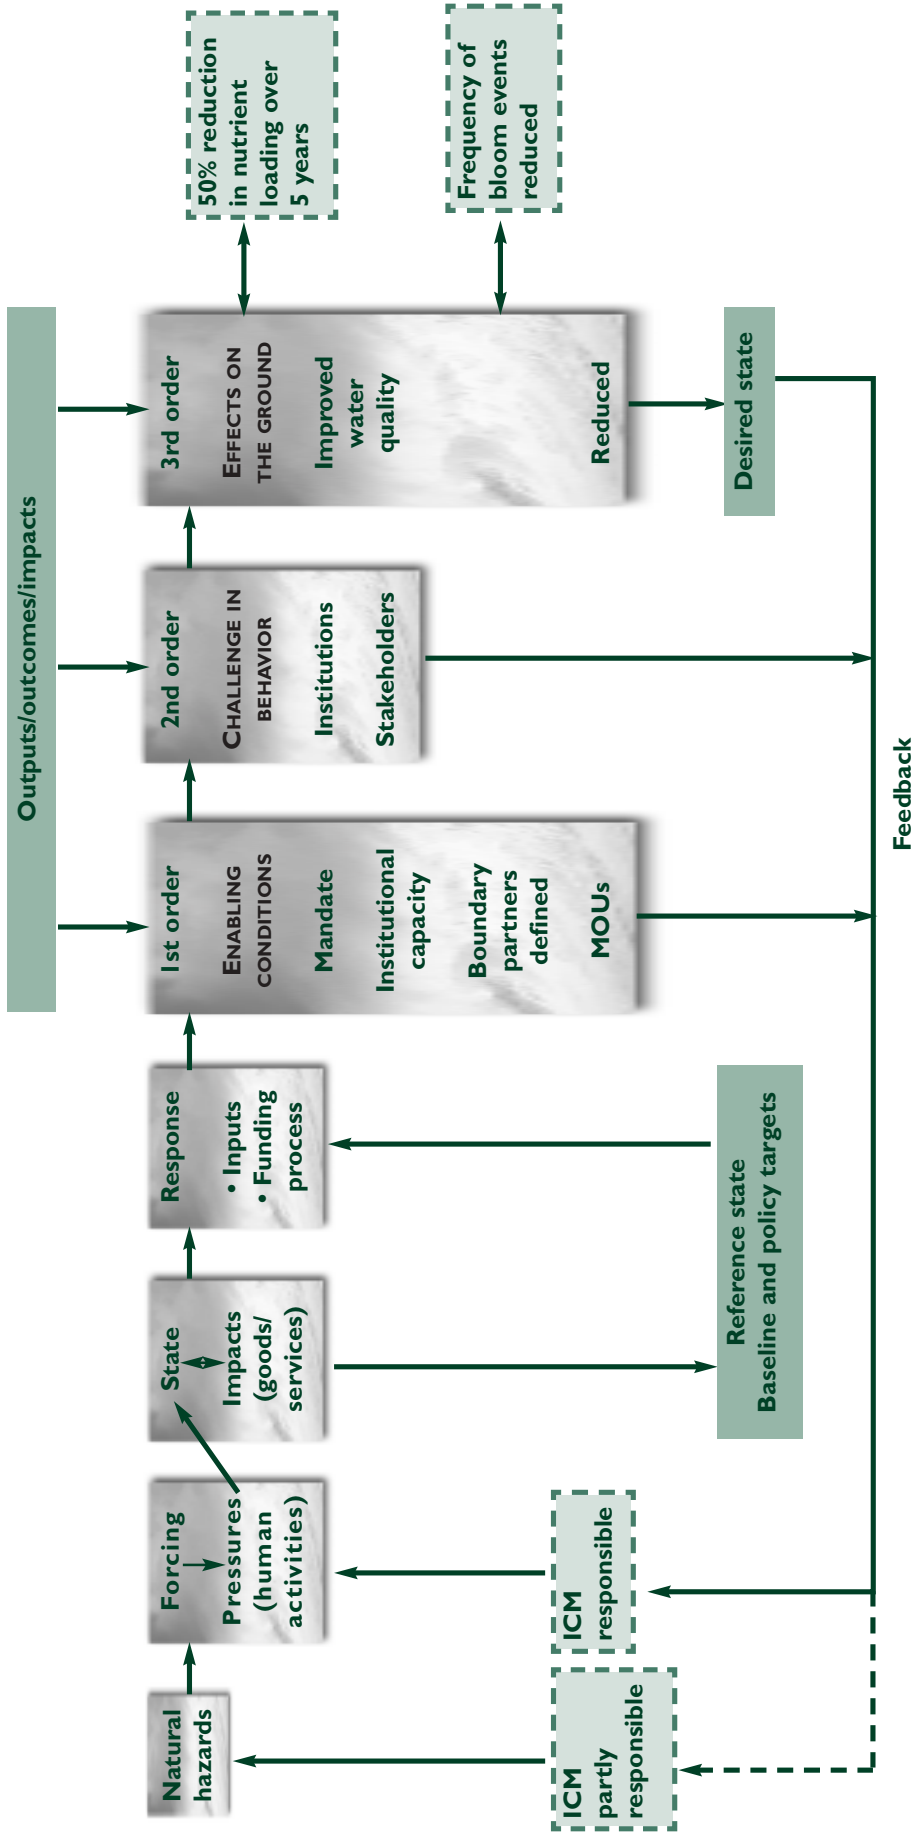 Outputs/outcomes/impacts
Natural
hazards
Forcing
Pressures
(human
activities)
State
Impacts
(goods/
services)
Response
• Inputs
• Funding
process
1st order
ENABLING
CONDITIONS
Mandate
Institutional
capacity
Boundary
partners
defined
MOUs
2nd order
CHALLENGE IN
BEHAVIOR
Institutions
Stakeholders
3rd order
EFFECTS ON
THE GROUND
Improved
water
quality
Reduced
50% reduction
in nutrient
loading over
5 years
Frequency of
bloom events
reduced
ICM
partly
responsible
ICM
responsible
Reference state
Baseline and policy targets
Desired state
Feedback